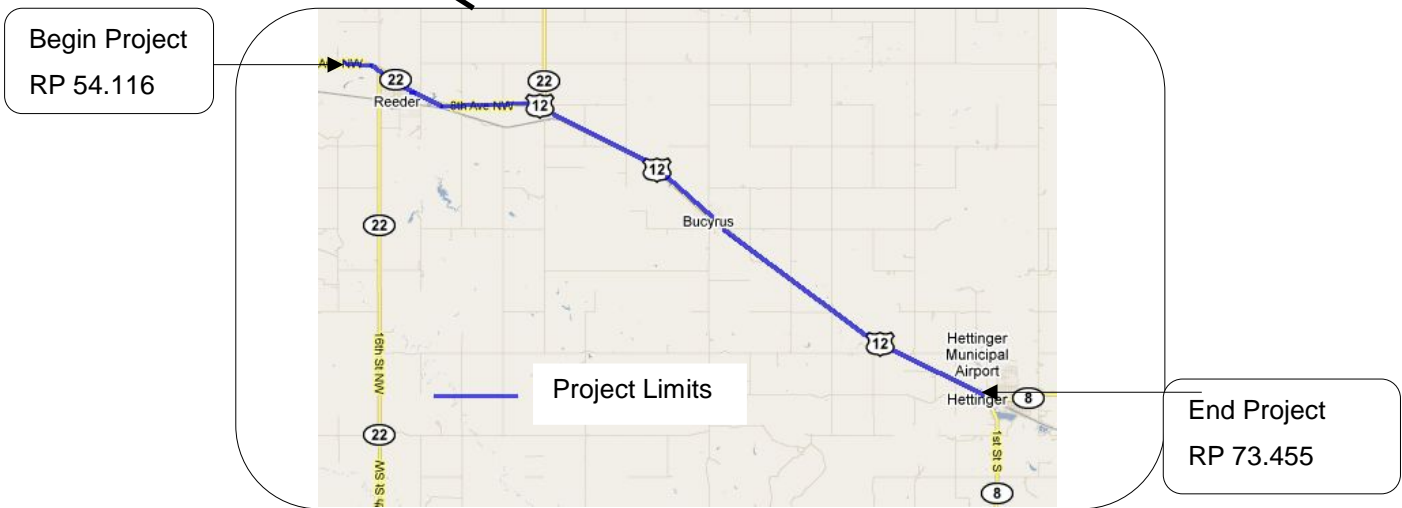 Begin Project
RP 54.116
22
22
Reeder
8th Ave NW
12
12
22
Bucyrus
16th St NW
12
Hettinger
Municipal
Airport
Project Limits
Hettinger
8
End Project
RP 73.455
22
1st St S
8